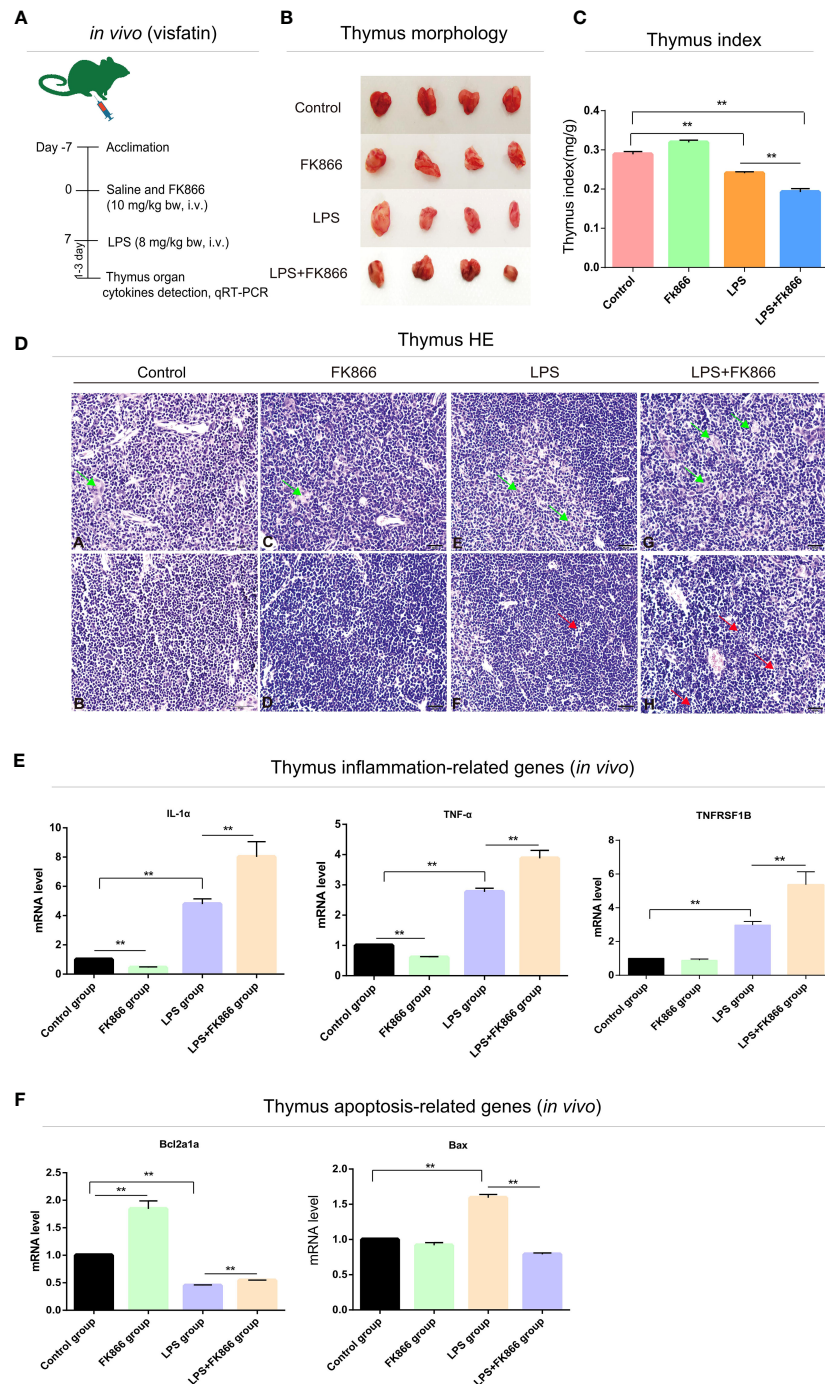 A
in vivo (visfatin)
Day -7
Acclimation
0
Saline and FK866
(10 mg/kg bw, i.v.)
7
LPS (8 mg/kg bw, i.v.)
1-3 day
Thymus organ
cytokines detection, qRT-PCR
B
Thymus morphology
Control
FK866
LPS
LPS+FK866
C
Thymus index
Thymus index(mg/g)
0.4
0.3
0.2
0.1
0.0
**
**
**
Control
Fk866
LPS
LPS+Fk866
D
Thymus HE
Control
FK866
LPS
LPS+FK866
A
C
E
G
B
D
F
H
E
Thymus inflammation-related genes (in vivo)
IL-1α
mRNA level
10
8
6
4
2
0
**
**
**
Control group
FK866 group
LPS group
LPS+FK866 group
TNF-α
mRNA level
5
4
3
2
1
0
**
**
**
Control group
FK866 group
LPS group
LPS+FK866 group
TNFRSF1B
mRNA level
8
6
4
2
0
**
**
Control group
FK866 group
LPS group
LPS+FK866 group
F
Thymus apoptosis-related genes (in vivo)
Bcl2a1a
mRNA level
2.5
2.0
1.5
1.0
0.5
0.0
**
**
**
Control group
FK866 group
LPS group
LPS+FK866 group
Bax
mRNA level
2.0
1.5
1.0
0.5
0.0
**
**
Control group
FK866 group
LPS group
LPS+FK866 group